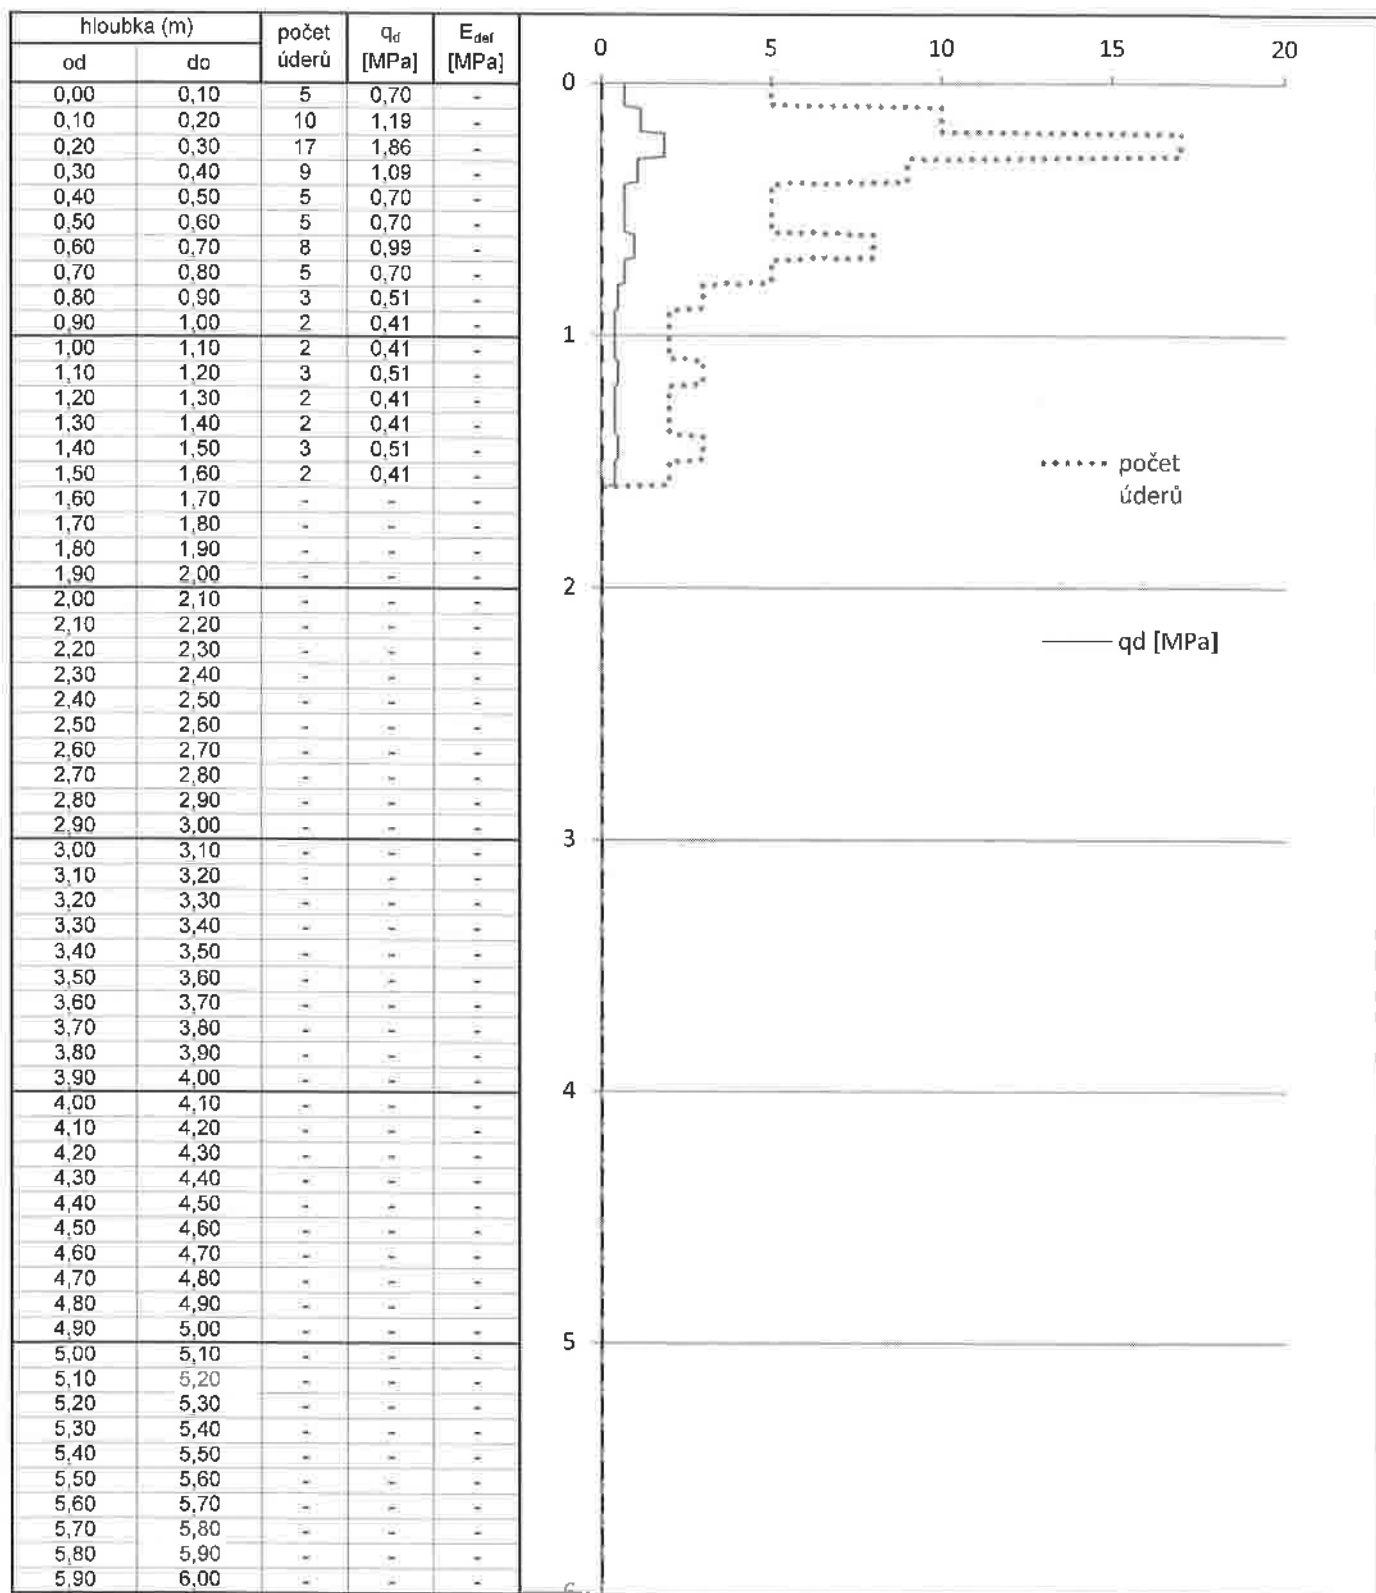 hloubka (m) počet úderů qd [MPa] Edef [MPa]
od do
0,00 0,10 5 0,70 -
0,10 0,20 10 1,19 -
0,20 0,30 17 1,86 -
0,30 0,40 9 1,09 -
0,40 0,50 5 0,70 -
0,50 0,60 5 0,70 -
0,60 0,70 8 0,99 -
0,70 0,80 5 0,70 -
0,80 0,90 3 0,51 -
0,90 1,00 2 0,41 -
1,00 1,10 2 0,41 -
1,10 1,20 3 0,51 -
1,20 1,30 2 0,41 -
1,30 1,40 2 0,41 -
1,40 1,50 3 0,51 -
1,50 1,60 2 0,41 -
1,60 1,70 - - -
1,70 1,80 - - -
1,80 1,90 - - -
1,90 2,00 - - -
2,00 2,10 - - -
2,10 2,20 - - -
2,20 2,30 - - -
2,30 2,40 - - -
2,40 2,50 - - -
2,50 2,60 - - -
2,60 2,70 - - -
2,70 2,80 - - -
2,80 2,90 - - -
2,90 3,00 - - -
3,00 3,10 - - -
3,10 3,20 - - -
3,20 3,30 - - -
3,30 3,40 - - -
3,40 3,50 - - -
3,50 3,60 - - -
3,60 3,70 - - -
3,70 3,80 - - -
3,80 3,90 - - -
3,90 4,00 - - -
4,00 4,10 - - -
4,10 4,20 - - -
4,20 4,30 - - -
4,30 4,40 - - -
4,40 4,50 - - -
4,50 4,60 - - -
4,60 4,70 - - -
4,70 4,80 - - -
4,80 4,90 - - -
4,90 5,00 - - -
5,00 5,10 - - -
5,10 5,20 - - -
5,20 5,30 - - -
5,30 5,40 - - -
5,40 5,50 - - -
5,50 5,60 - - -
5,60 5,70 - - -
5,70 5,80 - - -
5,80 5,90 - - -
5,90 6,00 - - -
0 5 10 15 20
0
1
počet
úderů
2
qd [MPa]
3
4
5